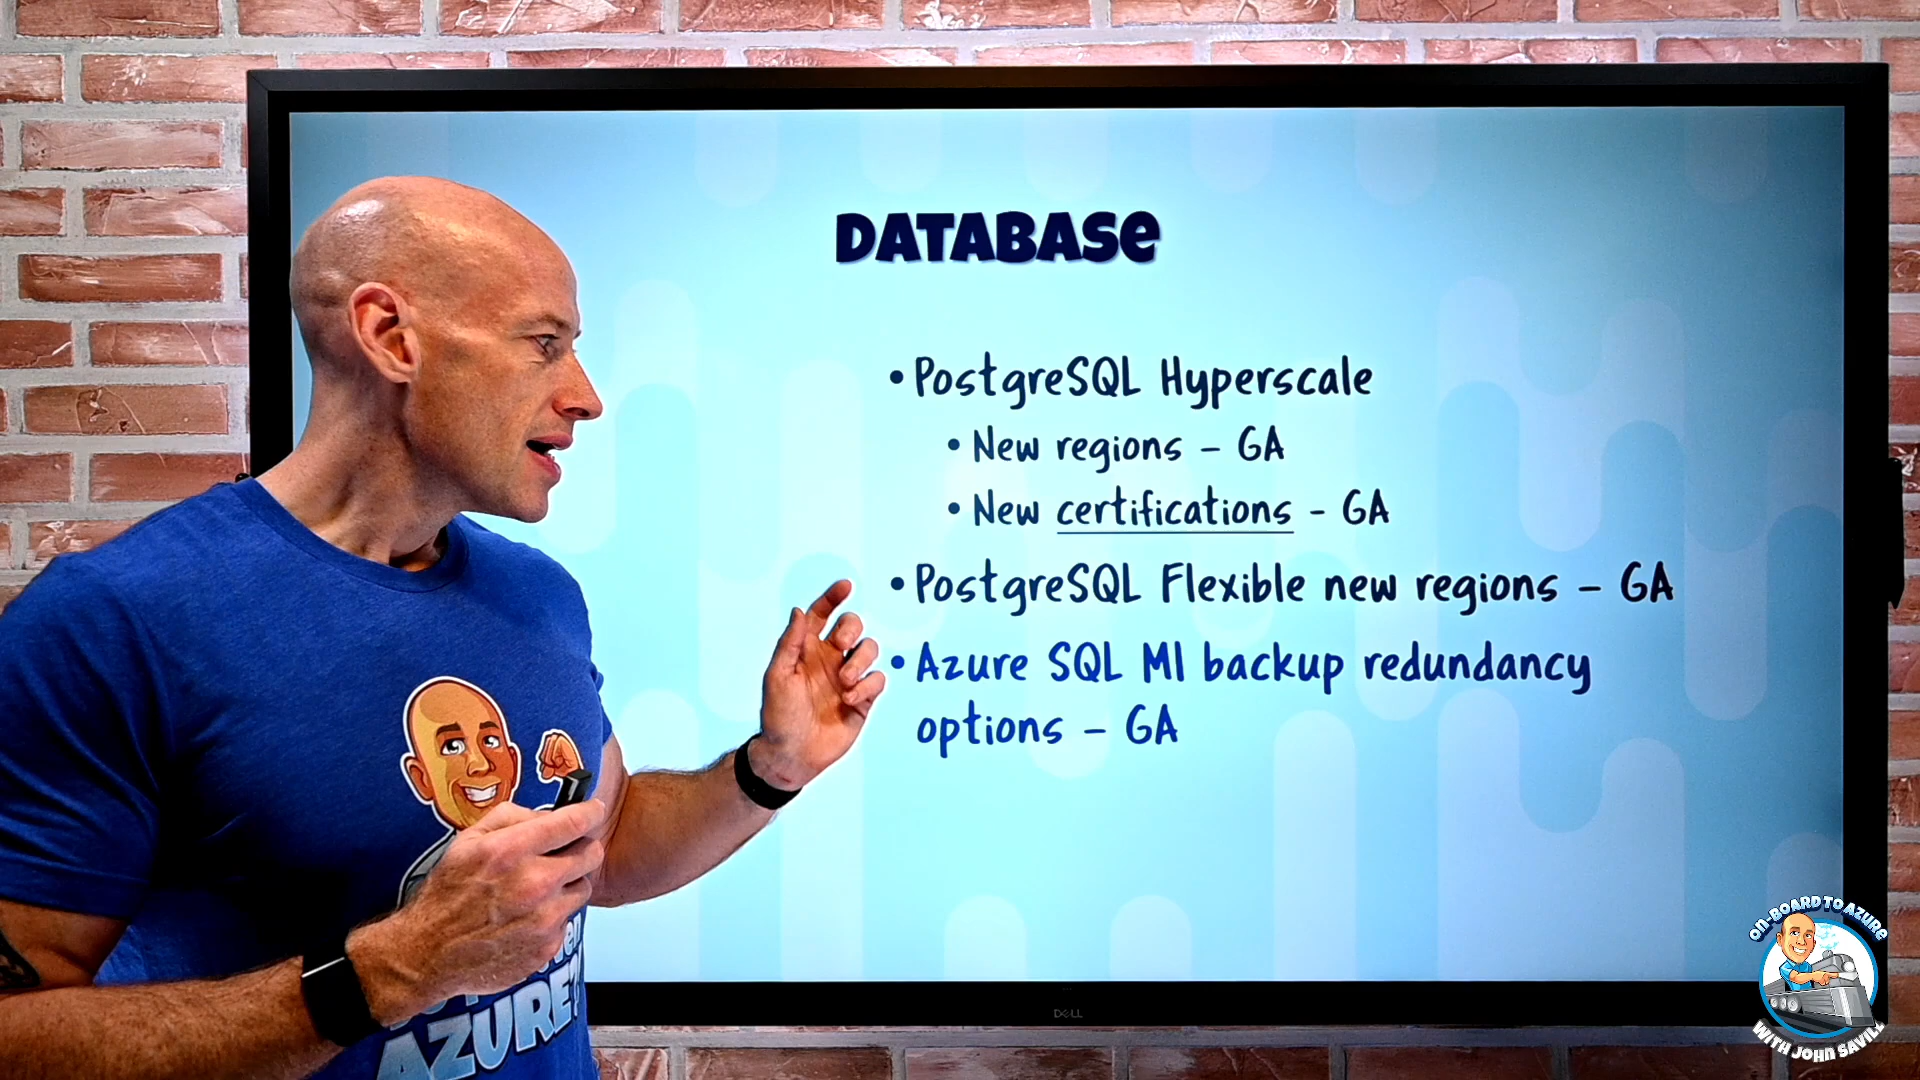 DATABASE
• PostgreSQL Hyperscale
• New regions – GA
• New certifications - GA
• PostgreSQL Flexible new regions – GA
• Azure SQL MI backup redundancy
options – GA
AZURE?
DELL
ON-BOARD TO AZURE
WITH JOHN SAVILL